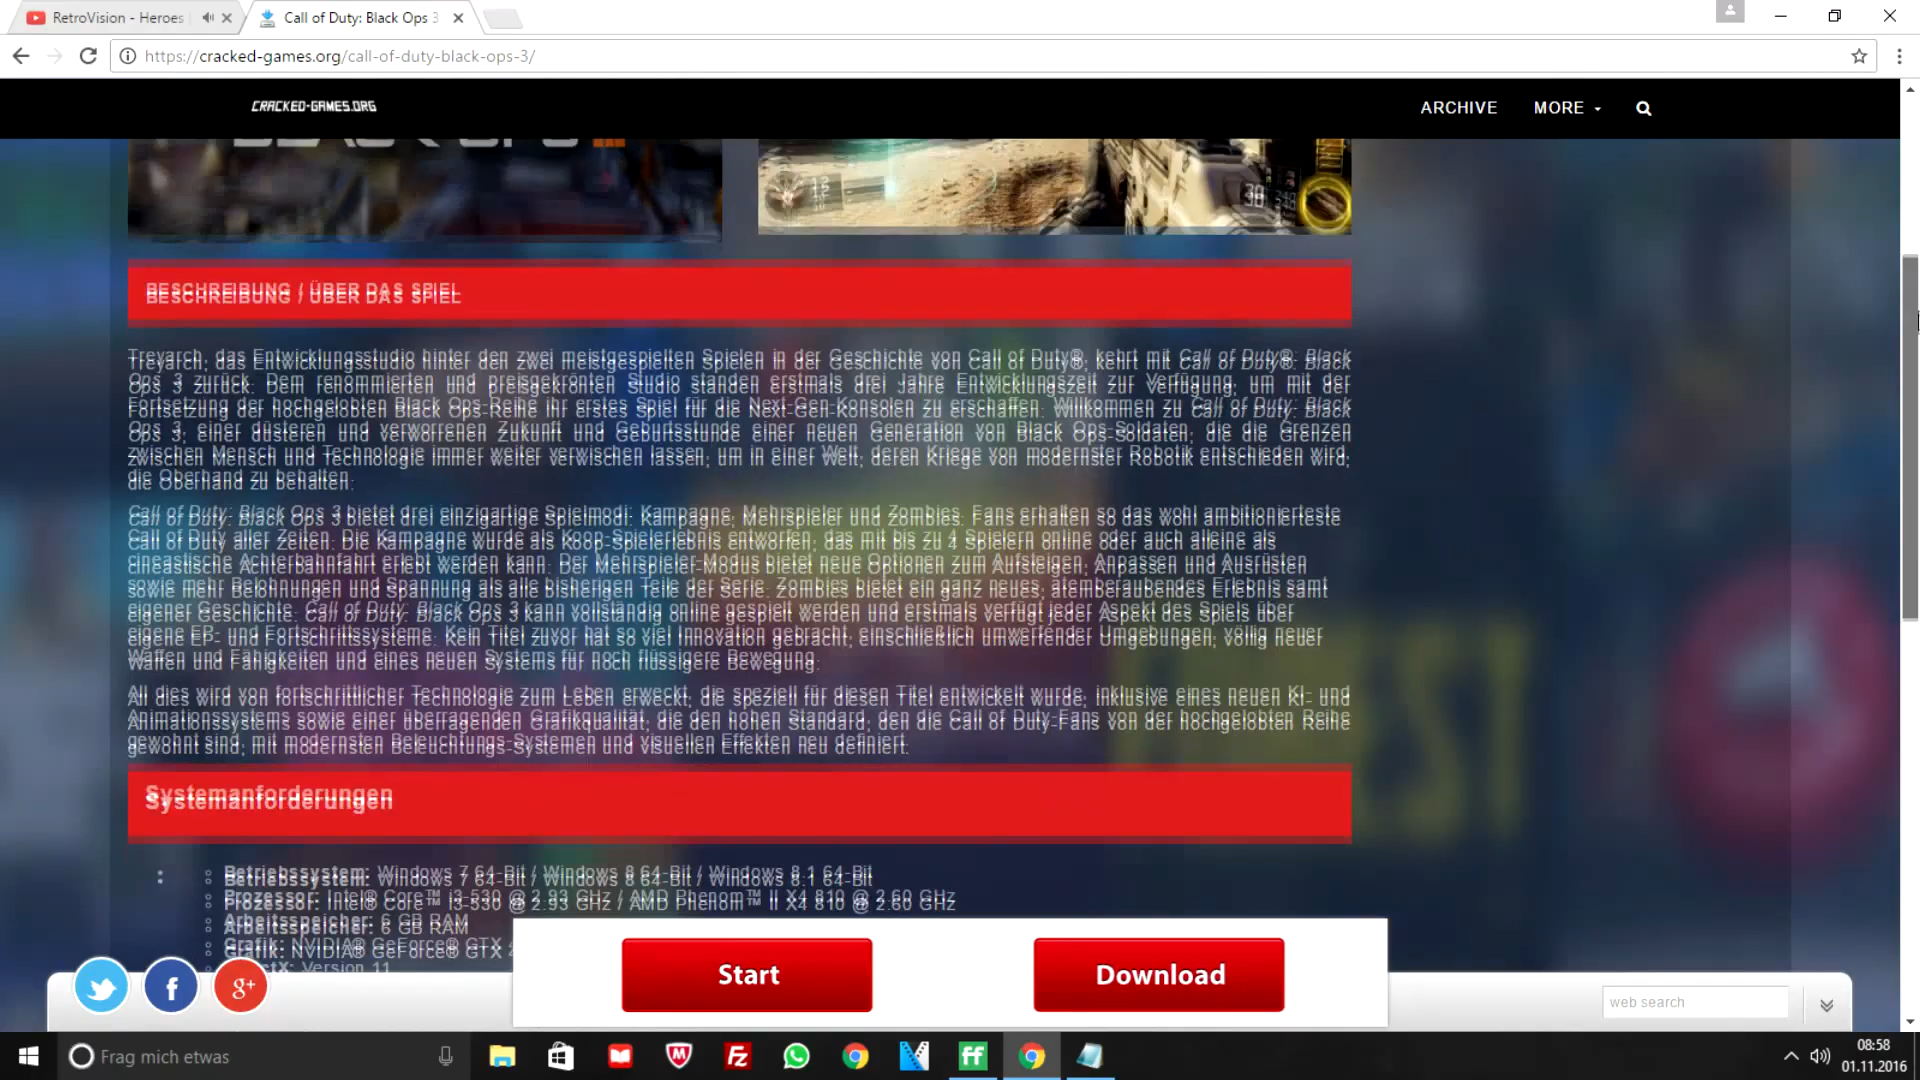 RetroVision - Heroes
Call of Duty: Black Ops 3
https://cracked-games.org/call-of-duty-black-ops-3/
CRACKED-GAMES.ORG
ARCHIVE
MORE
BESCHREIBUNG / ÜBER DAS SPIEL
Treyarch, das Entwicklungsstudio hinter den zwei meistgespielten Spielen in der Geschichte von Call of Duty®, kehrt mit Call of Duty®: Black
Ops 3 zurück. Dem renommierten und preisgekrönten Studio standen erstmals drei Jahre Entwicklungszeit zur Verfügung, um mit der
Fortsetzung der hochgelobten Black Ops-Reihe ihr erstes Spiel für die Next-Gen-Konsolen zu erschaffen. Willkommen zu Call of Duty: Black
Ops 3, einer düsteren und verworrenen Zukunft und Geburtsstunde einer neuen Generation von Black Ops-Soldaten, die die Grenzen
zwischen Mensch und Technologie immer weiter verwischen lassen, um in einer Welt, deren Kriege von modernster Robotik entschieden wird,
die Oberhand zu behalten.
Call of Duty: Black Ops 3 bietet drei einzigartige Spielmodi: Kampagne, Mehrspieler und Zombies. Fans erhalten so das wohl ambitionierteste
Call of Duty aller Zeiten. Die Kampagne wurde als Koop-Spielerlebnis entworfen, das mit bis zu 4 Spielern online oder auch alleine als
cineastische Achterbahnfahrt erlebt werden kann. Der Mehrspieler-Modus bietet neue Optionen zum Aufsteigen, Anpassen und Ausrüsten
sowie mehr Belohnungen und Spannung als alle bisherigen Teile der Serie. Zombies bietet ein ganz neues, atemberaubendes Erlebnis samt
eigener Geschichte. Call of Duty: Black Ops 3 kann vollständig online gespielt werden und erstmals verfügt jeder Aspekt des Spiels über
eigene EP- und Fortschrittssysteme. Kein Titel zuvor hat so viel Innovation gebracht, einschließlich umwerfender Umgebungen, völlig neuer
Waffen und Fähigkeiten und eines neuen Systems für noch flüssigere Bewegung.
All dies wird von fortschrittlicher Technologie zum Leben erweckt, die speziell für diesen Titel entwickelt wurde, inklusive eines neuen KI- und
Animationssystems sowie einer überragenden Grafikqualität, die den hohen Standard, den die Call of Duty-Fans von der hochgelobten Reihe
gewohnt sind, mit modernsten Beleuchtungs-Systemen und visuellen Effekten neu definiert.
Systemanforderungen
Betriebssystem: Windows 7 64-Bit / Windows 8 64-Bit / Windows 8.1 64-Bit
Prozessor: Intel® Core™ i3-530 @ 2.93 GHz / AMD Phenom™ II X4 810 @ 2.60 GHz
Arbeitsspeicher: 6 GB RAM
Grafik: NVIDIA® GeForce® GTX
Version 11
Start
Download
web search
Frag mich etwas
08:58
01.11.2016